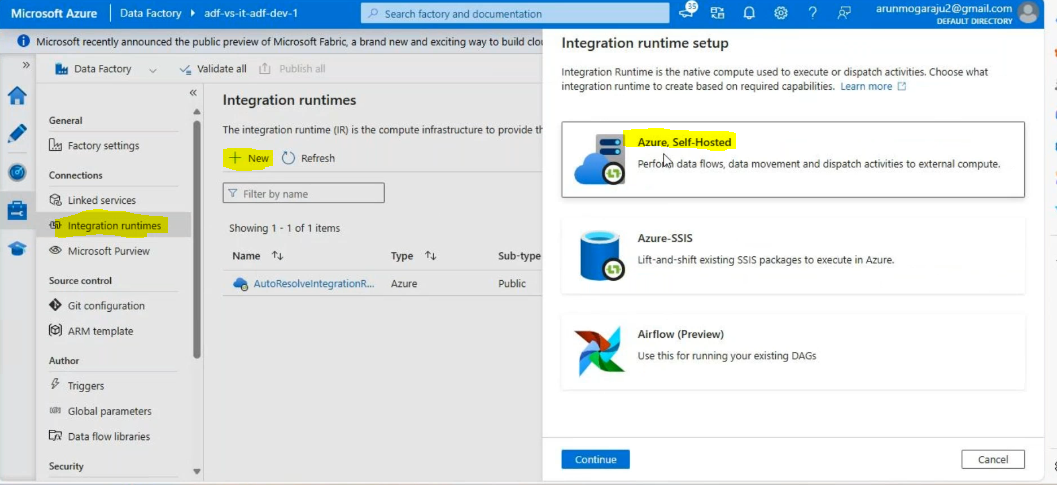 Microsoft Azure
Data Factory
adf-vs-it-adf-dev-1
Search factory and documentation
35
arunmogaraju2@gmail.com
DEFAULT DIRECTORY
Microsoft recently announced the public preview of Microsoft Fabric, a brand new and exciting way to build clou
Data Factory
Validate all
Publish all
General
Factory settings
Connections
Linked services
Integration runtimes
Microsoft Purview
Source control
Git configuration
ARM template
Author
Triggers
Global parameters
Data flow libraries
Security
Integration runtimes
The integration runtime (IR) is the compute infrastructure to provide th
New
Refresh
Filter by name
Showing 1 - 1 of 1 items
Name Type Sub-type
AutoResolveIntegrationR... Azure Public
Integration runtime setup
Integration Runtime is the native compute used to execute or dispatch activities. Choose what
integration runtime to create based on required capabilities. Learn more
Azure, Self-Hosted
Perform data flows, data movement and dispatch activities to external compute.
Azure-SSIS
Lift-and-shift existing SSIS packages to execute in Azure.
Airflow (Preview)
Use this for running your existing DAGs
Continue
Cancel